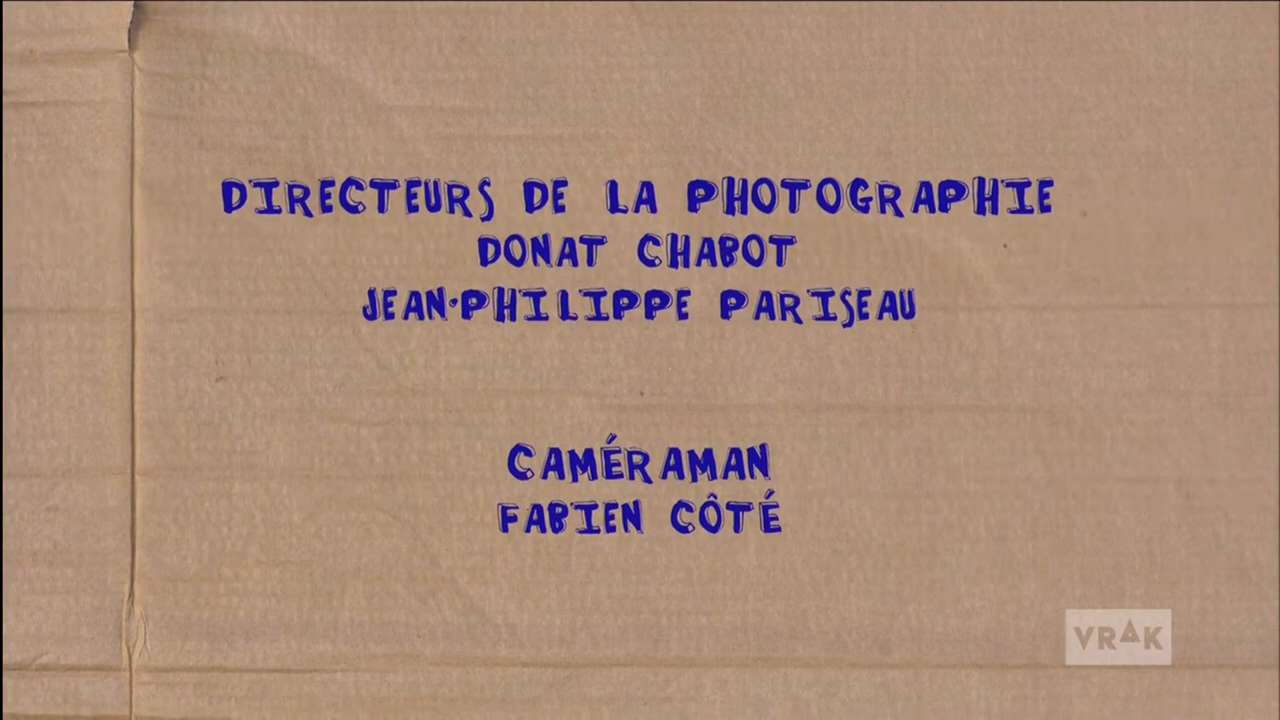 DIRECTEURS DE LA PHOTOGRAPHIE
DONAT CHABOT
JEAN-PHILIPPE PARISEAU
CAMÉRAMAN
FABIEN CÔTÉ
VRAK